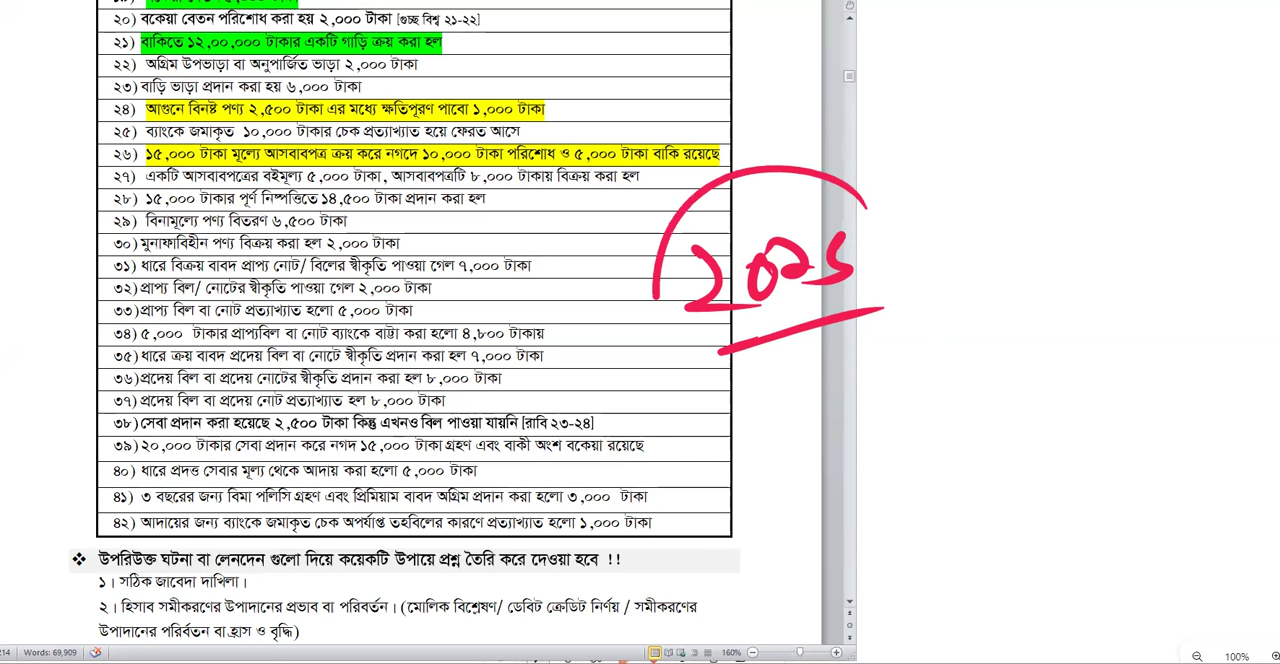 ২০) বকেয়া বেতন পরিশোধ করা হয় ২,০০০ টাকা [গুচ্ছ বিশ্ব ২১-২২]
২১) বাকিতে ১২,০০,০০০ টাকার একটি গাড়ি ক্রয় করা হল
২২) অগ্রিম উপভাড়া বা অনুপার্জিত ভাড়া ২,০০০ টাকা
২৩) বাড়ি ভাড়া প্রদান করা হয় ৬,০০০ টাকা
২৪) আগুনে বিনষ্ট পণ্য ২,৫০০ টাকা এর মধ্যে ক্ষতিপূরণ পাবো ১,০০০ টাকা
২৫) ব্যাংকে জমাকৃত ১০,০০০ টাকার চেক প্রত্যাখ্যাত হয়ে ফেরত আসে
২৬) ১৫,০০০ টাকা মূল্যে আসবাবপত্র ক্রয় করে নগদে ১০,০০০ টাকা পরিশোধ ও ৫,০০০ টাকা বাকি রয়েছে
২৭) একটি আসবাবপত্রের বইমূল্য ৫,০০০ টাকা, আসবাবপত্রটি ৮,০০০ টাকায় বিক্রয় করা হল
২৮) ১৫,০০০ টাকার পূর্ণ নিষ্পত্তিতে ১৪,৫০০ টাকা প্রদান করা হল
২৯) বিনামূল্যে পণ্য বিতরণ ৬,৫০০ টাকা
৩০) মুনাফাবিহীন পণ্য বিক্রয় করা হল ২,০০০ টাকা
৩১) ধারে বিক্রয় বাবদ প্রাপ্য নোট/ বিলের স্বীকৃতি পাওয়া গেল ৭,০০০ টাকা
৩২) প্রাপ্য বিল/ নোটের স্বীকৃতি পাওয়া গেল ২,০০০ টাকা
৩৩) প্রাপ্য বিল বা নোট প্রত্যাখ্যাত হলো ৫,০০০ টাকা
৩৪) ৫,০০০ টাকার প্রাপ্যবিল বা নোট ব্যাংকে বাট্টা করা হলো ৪,৮০০ টাকায়
৩৫) ধারে ক্রয় বাবদ প্রদেয় বিল বা নোটে স্বীকৃতি প্রদান করা হল ৭,০০০ টাকা
৩৬) প্রদেয় বিল বা প্রদেয় নোটের স্বীকৃতি প্রদান করা হল ৮,০০০ টাকা
৩৭) প্রদেয় বিল বা প্রদেয় নোট প্রত্যাখ্যাত হল ৮,০০০ টাকা
৩৮) সেবা প্রদান করা হয়েছে ২,৫০০ টাকা কিন্তু এখনও বিল পাওয়া যায়নি [রাবি ২৩-২৪]
৩৯) ২০,০০০ টাকার সেবা প্রদান করে নগদ ১৫,০০০ টাকা গ্রহণ এবং বাকী অংশ বকেয়া রয়েছে
৪০) ধারে প্রদত্ত সেবার মূল্য থেকে আদায় করা হলো ৫,০০০ টাকা
৪১) ৩ বছরের জন্য বিমা পলিসি গ্রহণ এবং প্রিমিয়াম বাবদ অগ্রিম প্রদান করা হলো ৩,০০০ টাকা
৪২) আদায়ের জন্য ব্যাংকে জমাকৃত চেক অপর্যাপ্ত তহবিলের কারণে প্রত্যাখ্যাত হলো ১,০০০ টাকা
❖ উপরিউক্ত ঘটনা বা লেনদেন গুলো দিয়ে কয়েকটি উপায়ে প্রশ্ন তৈরি করে দেওয়া হবে !!
১। সঠিক জাবেদা দাখিলা।
২। হিসাব সমীকরণের উপাদানের প্রভাব বা পরিবর্তন। (মৌলিক বিশ্লেষণ/ ডেবিট ক্রেডিট নির্ণয় / সমীকরণের
উপাদানের পরিবর্তন বা হ্রাস ও বৃদ্ধি)
214 Words: 69,909 160%
100%